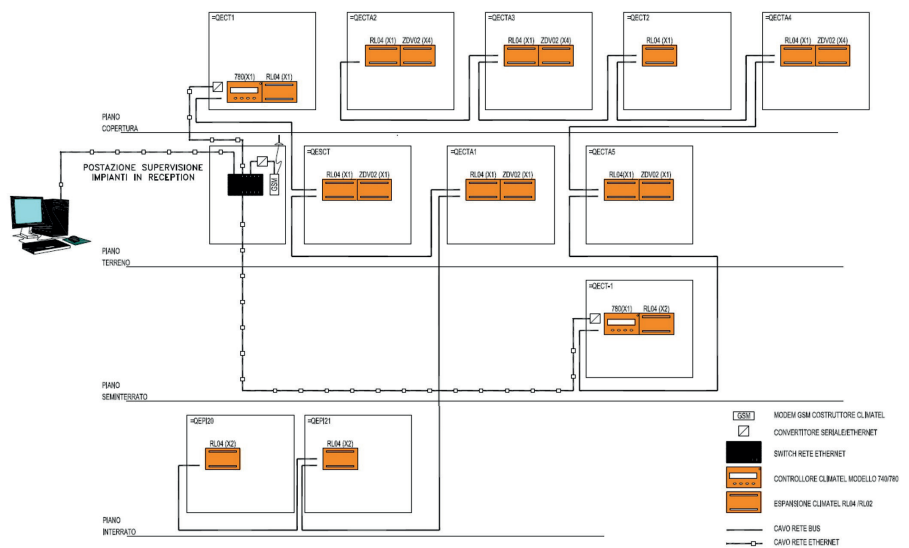 =QECT1
=QECTA2
=QECTA3
=QECT2
=QECTA4
RL04 (X1) ZDV02 (X4)
RL04 (X1) ZDV02 (X4)
RL04 (X1)
RL04 (X1) ZDV02 (X4)
780(X1) RL04 (X1)
PIANO
COPERTURA
POSTAZIONE SUPERVISIONE
IMPIANTI IN RECEPTION
GSM
=QESCT
=QECTA1
=QECTA5
RL04 (X1) ZDV02 (X1)
RL04 (X1) ZDV02 (X1)
RL04(X1) ZDV02 (X1)
PIANO
TERRENO
=QECT-1
780(X1) RL04 (X2)
PIANO
SEMINTERRATO
=QEPI20
=QEPI21
RL04 (X2)
RL04 (X2)
PIANO
INTERRATO
GSM MODEM GSM COSTRUTTORE CLIMATEL
CONVERTITORE SERIALE/ETHERNET
SWITCH RETE ETHERNET
CONTROLLORE CLIMATEL MODELLO 740/780
ESPANSIONE CLIMATEL RL04 /RL02
CAVO RETE BUS
CAVO RETE ETHERNET